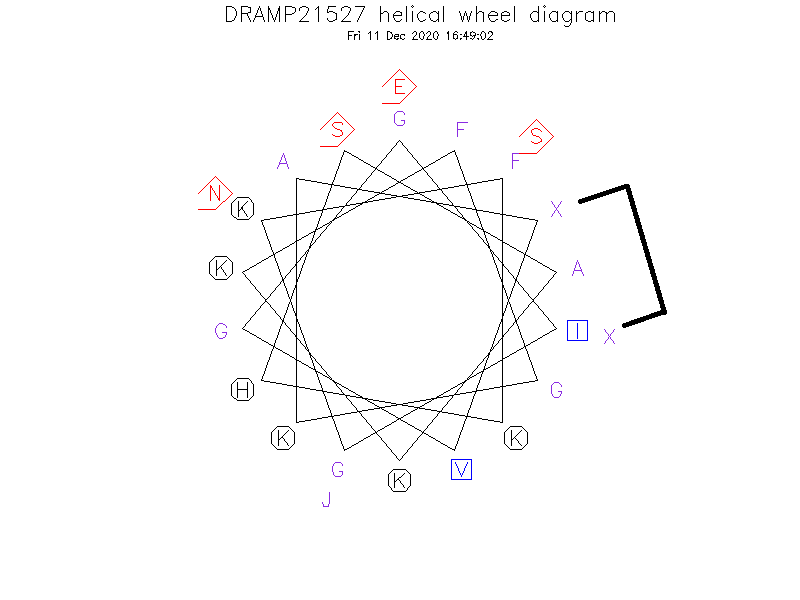 DRAMP21527 helical wheel diagram
Fri 11 Dec 2020 16:49:02
E
G
S
F
S
A
F
N
K
X
K
A
G
I
X
H
G
K
K
G
V
K
J